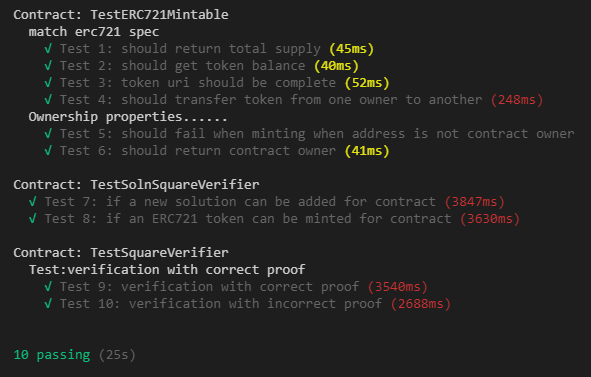 Contract: TestERC721Mintable
match erc721 spec
√ Test 1: should return total supply (45ms)
√ Test 2: should get token balance (40ms)
√ Test 3: token uri should be complete (52ms)
√ Test 4: should transfer token from one owner to another (248ms)
Ownership properties......
√ Test 5: should fail when minting when address is not contract owner
√ Test 6: should return contract owner (41ms)
Contract: TestSolnSquareVerifier
√ Test 7: if a new solution can be added for contract (3847ms)
√ Test 8: if an ERC721 token can be minted for contract (3630ms)
Contract: TestSquareVerifier
Test:verification with correct proof
√ Test 9: verification with correct proof (3540ms)
√ Test 10: verification with incorrect proof (2688ms)
10 passing (25s)